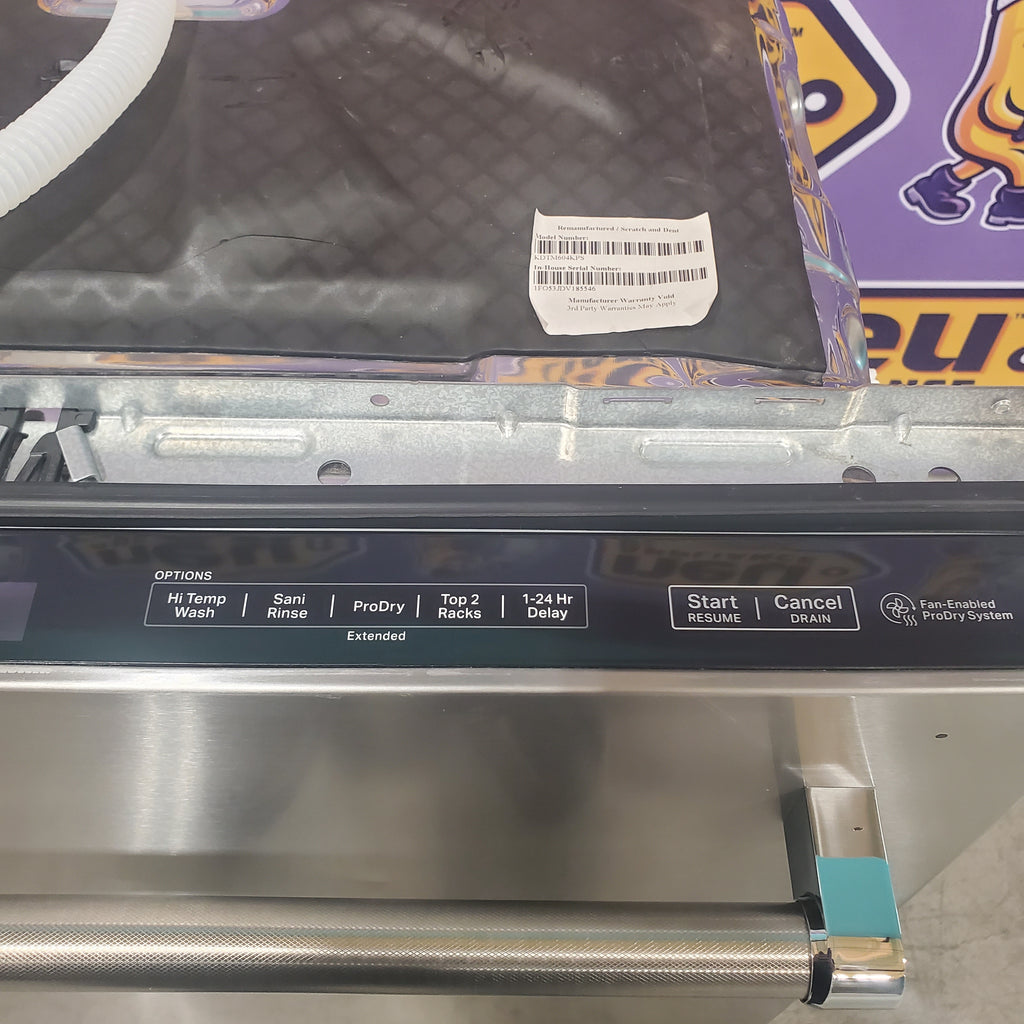 Remanufactured / Scratch and Dent
Model Number:
KDTM604KPS
In-House Serial Number:
1FO53JDV185546
Manufacturer Warranty Void
3rd Party Warranties May Apply
eu
OPTIONS
Hi Temp Wash | Sani Rinse | ProDry | Top 2 Racks | 1-24 Hr Delay
Extended
Start RESUME | Cancel DRAIN
Fan-Enabled
ProDry System